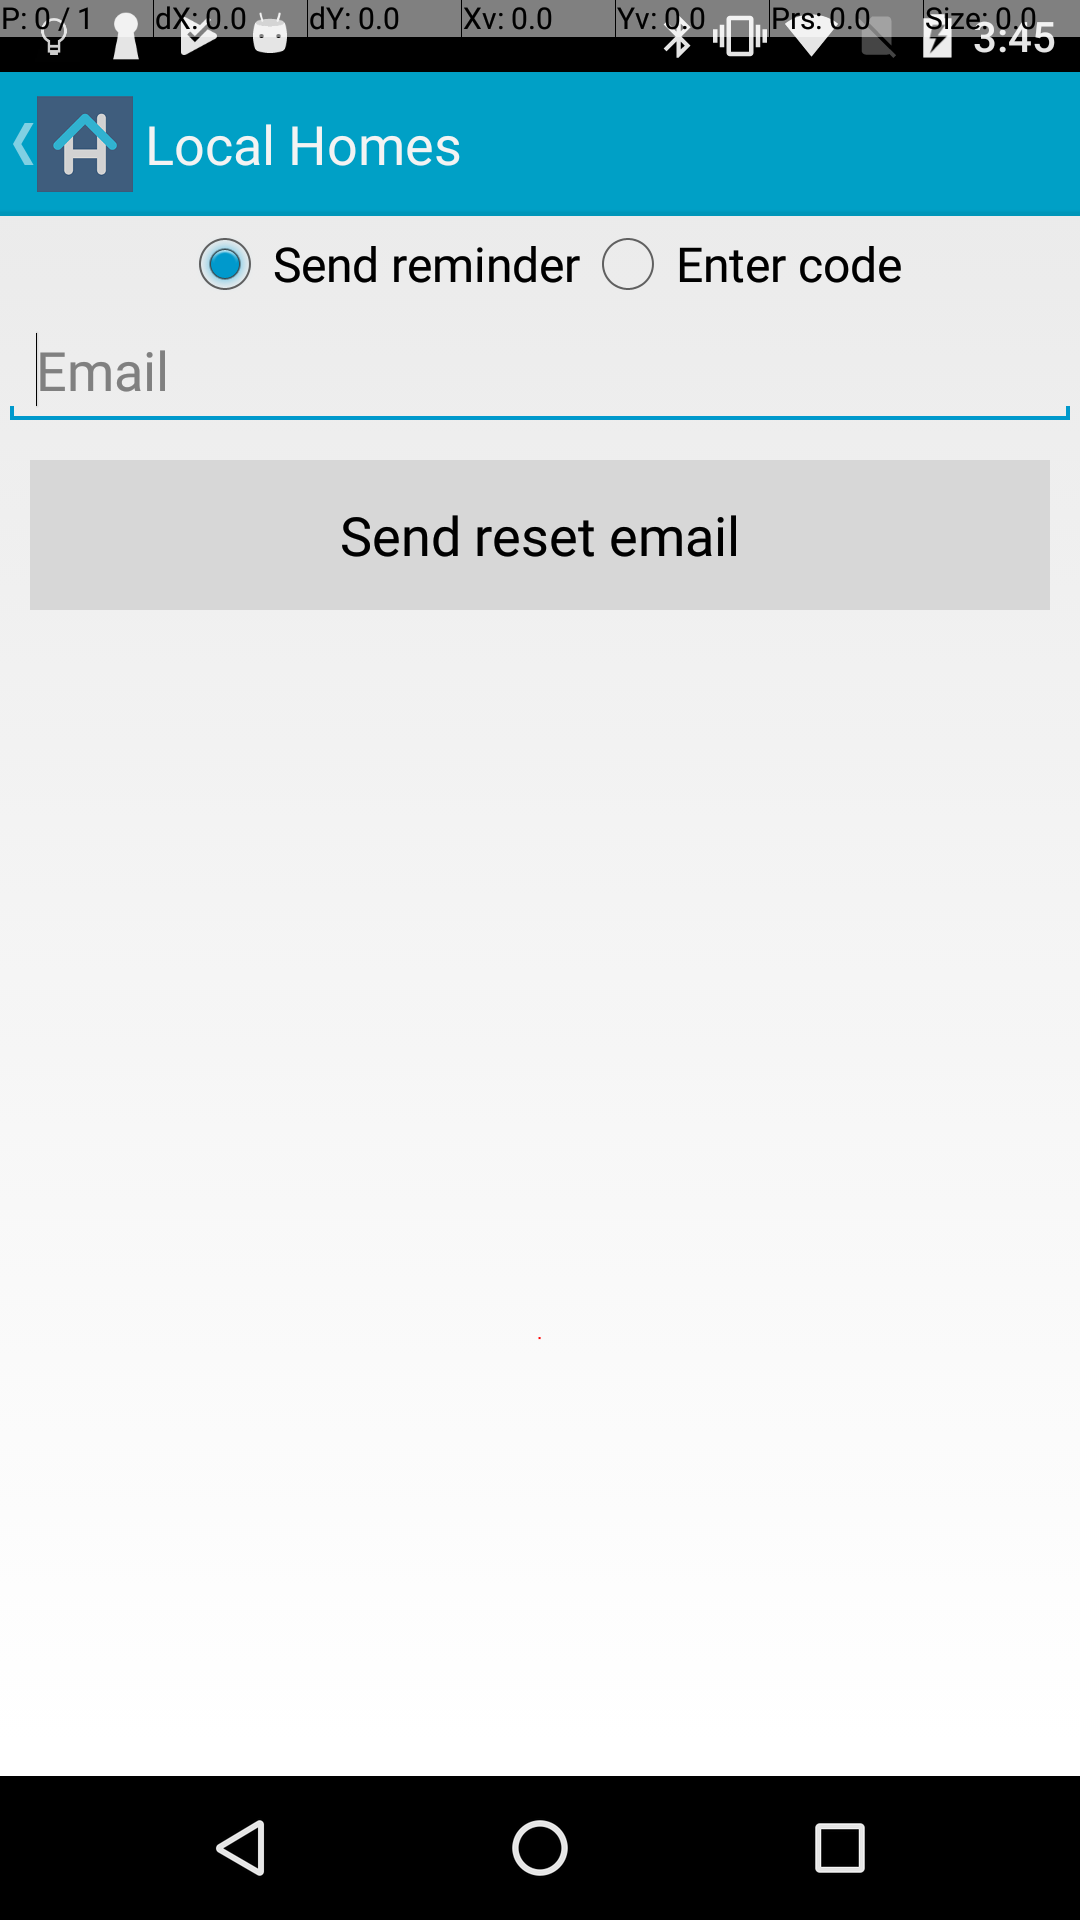 P: 0 / 1 dX: 0.0 dY: 0.0 Xv: 0.0 Yv: 0.0 Prs: 0.0 Size: 0.0
3:45
Local Homes
Send reminder Enter code
Email
Send reset email